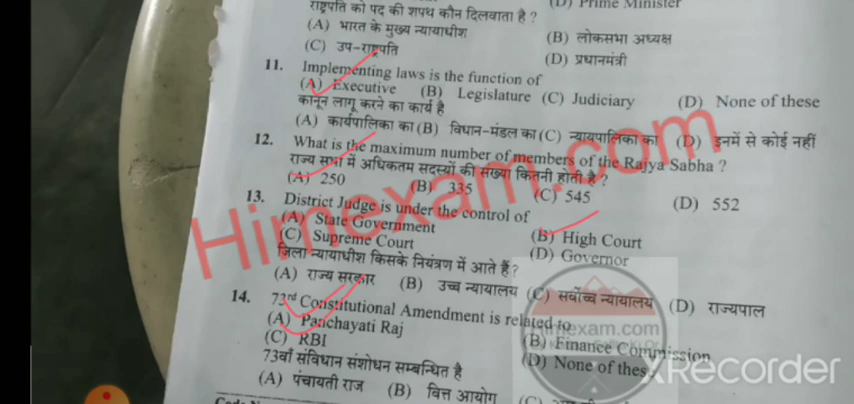 (D) Prime Minister
राष्ट्रपति को पद की शपथ कौन दिलवाता है ?
(A) भारत के मुख्य न्यायाधीश
(B) लोकसभा अध्यक्ष
(C) उप-राष्ट्रपति
(D) प्रधानमंत्री
11. Implementing laws is the function of
(A) Executive (B) Legislature (C) Judiciary (D) None of these
कानून लागू करने का कार्य है
(A) कार्यपालिका का (B) विधान-मंडल का (C) न्यायपालिका का (D) इनमें से कोई नहीं
12. What is the maximum number of members of the Rajya Sabha ?
राज्य सभा में अधिकतम सदस्यों की संख्या कितनी होती है ?
(A) 250 (B) 335 (C) 545 (D) 552
13. District Judge is under the control of
(A) State Government (B) High Court
(C) Supreme Court (D) Governor
जिला न्यायाधीश किसके नियंत्रण में आते हैं?
(A) राज्य सरकार (B) उच्च न्यायालय (C) सर्वोच्च न्यायालय (D) राज्यपाल
14. 73rd Constitutional Amendment is related to
(A) Panchayati Raj (B) Finance Commission
(C) RBI (D) None of thes
73वाँ संविधान संशोधन सम्बन्धित है
(A) पंचायती राज (B) वित्त आयोग (C)
Himexam.com
Himexam.com
XRecorder